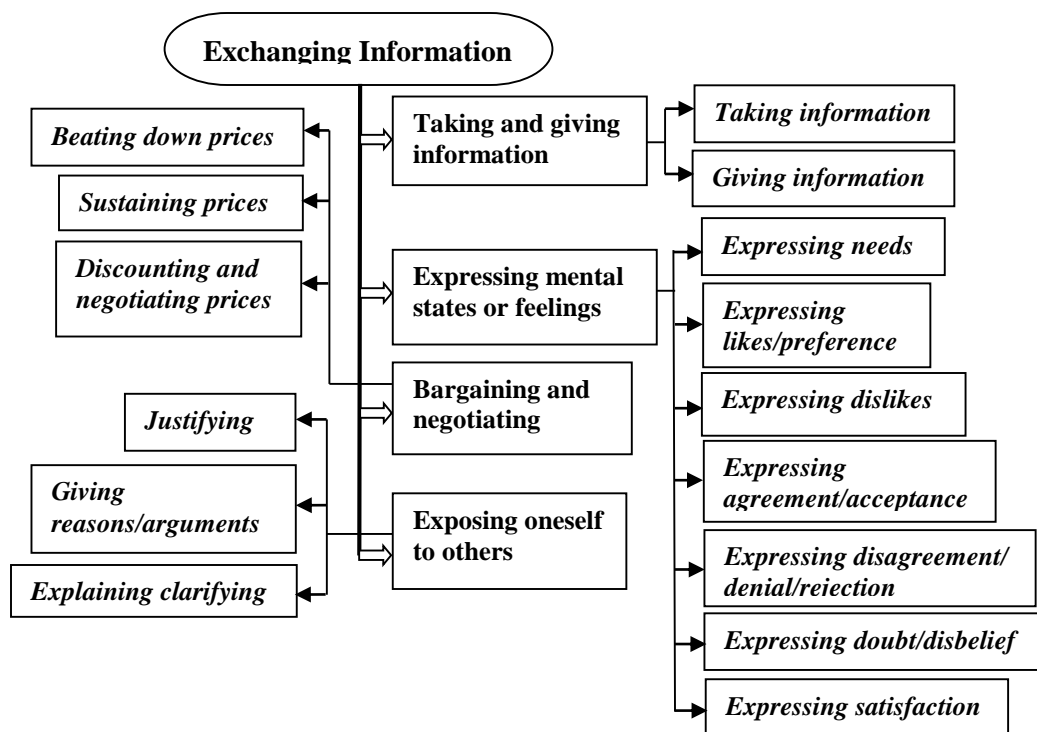 Exchanging Information
Taking and giving
information
Taking information
Giving information
Expressing mental
states or feelings
Expressing needs
Expressing
likes/preference
Expressing dislikes
Expressing
agreement/acceptance
Expressing disagreement/
denial/rejection
Expressing doubt/disbelief
Expressing satisfaction
Bargaining and
negotiating
Beating down prices
Sustaining prices
Discounting and
negotiating prices
Exposing oneself
to others
Justifying
Giving
reasons/arguments
Explaining clarifying